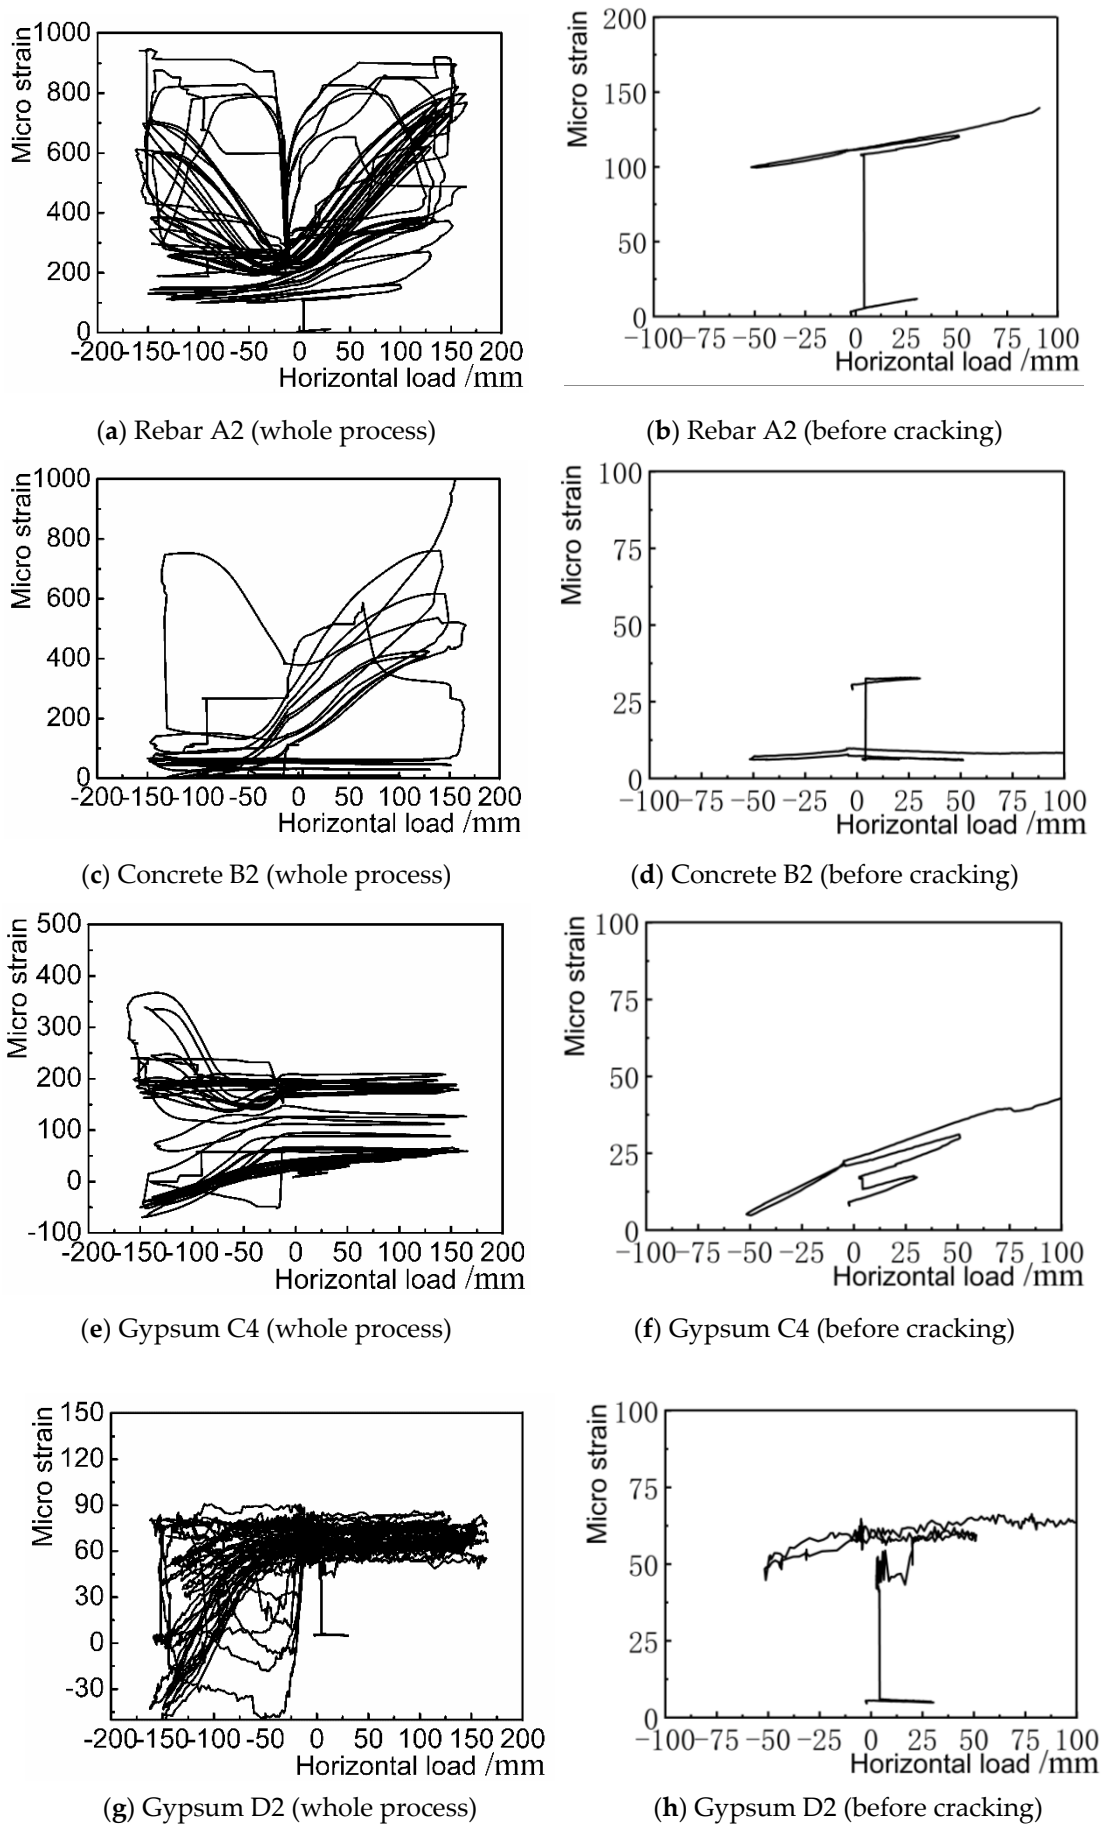 Micro strain
1000
800
600
400
200
0
-200-150-100 -50 0 50 100 150 200
Horizontal load /mm
(a) Rebar A2 (whole process)
Micro strain
200
150
100
50
0
-100-75 -50 -25 0 25 50 75 100
Horizontal load /mm
(b) Rebar A2 (before cracking)
Micro strain
1000
800
600
400
200
0
-200-150-100 -50 0 50 100 150 200
Horizontal load /mm
(c) Concrete B2 (whole process)
Micro strain
100
75
50
25
0
-100-75 -50 -25 0 25 50 75 100
Horizontal load /mm
(d) Concrete B2 (before cracking)
Micro strain
500
400
300
200
100
0
-100
-200-150-100 -50 0 50 100 150 200
Horizontal load /mm
(e) Gypsum C4 (whole process)
Micro strain
100
75
50
25
0
-100-75 -50 -25 0 25 50 75 100
Horizontal load /mm
(f) Gypsum C4 (before cracking)
Micro strain
150
120
90
60
30
0
-30
-200-150-100 -50 0 50 100 150 200
Horizontal load /mm
(g) Gypsum D2 (whole process)
Micro strain
100
75
50
25
0
-100-75 -50 -25 0 25 50 75 100
Horizontal load /mm
(h) Gypsum D2 (before cracking)